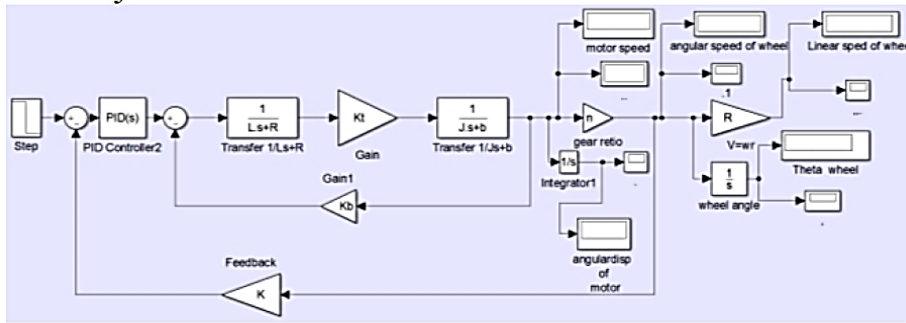 motor speed
angular speed of wheel
Linear sped of whee
Step
PID(s)
PID Controller2
1
L.s+R
Transfer 1/Ls+R
Kt
Gain
1
J.s+b
Transfer 1/Js+b
n
gear retio
.1
R
V=wr
1/s
Integrator1
1
s
wheel angle
Theta wheel
Gain1
Kb
angulardisp
of
motor
Feedback
K